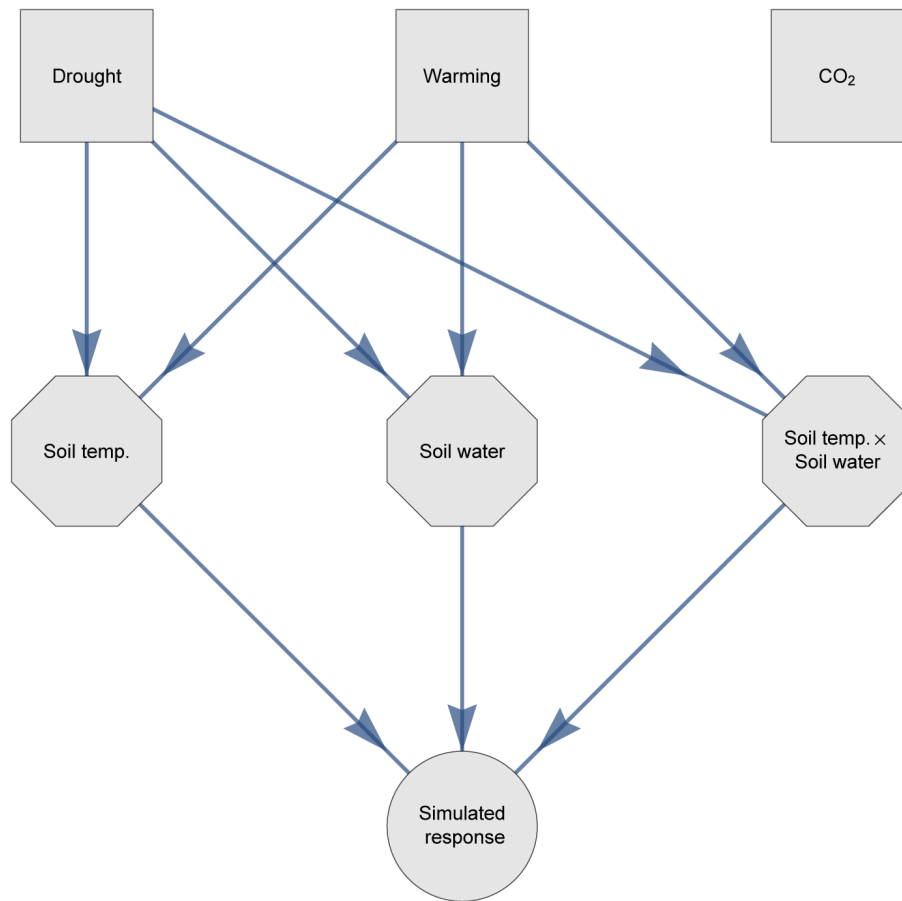 Drought
Warming
CO₂
Soil temp.
Soil water
Soil temp. ×
Soil water
Simulated
response